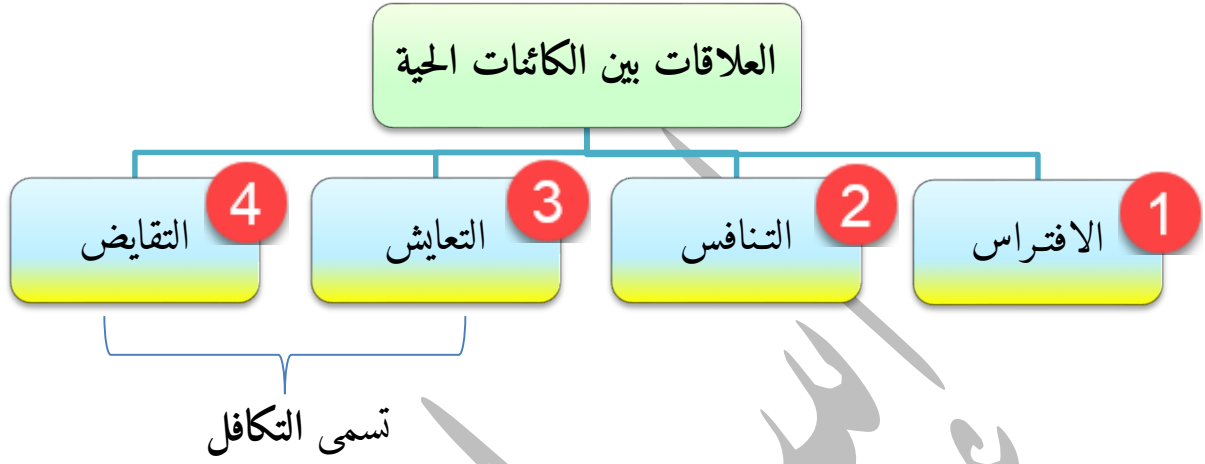 العلاقات بين الكائنات الحية
1 الافتراس
2 التنافس
3 التعايش
4 التقايض
تسمى التكافل